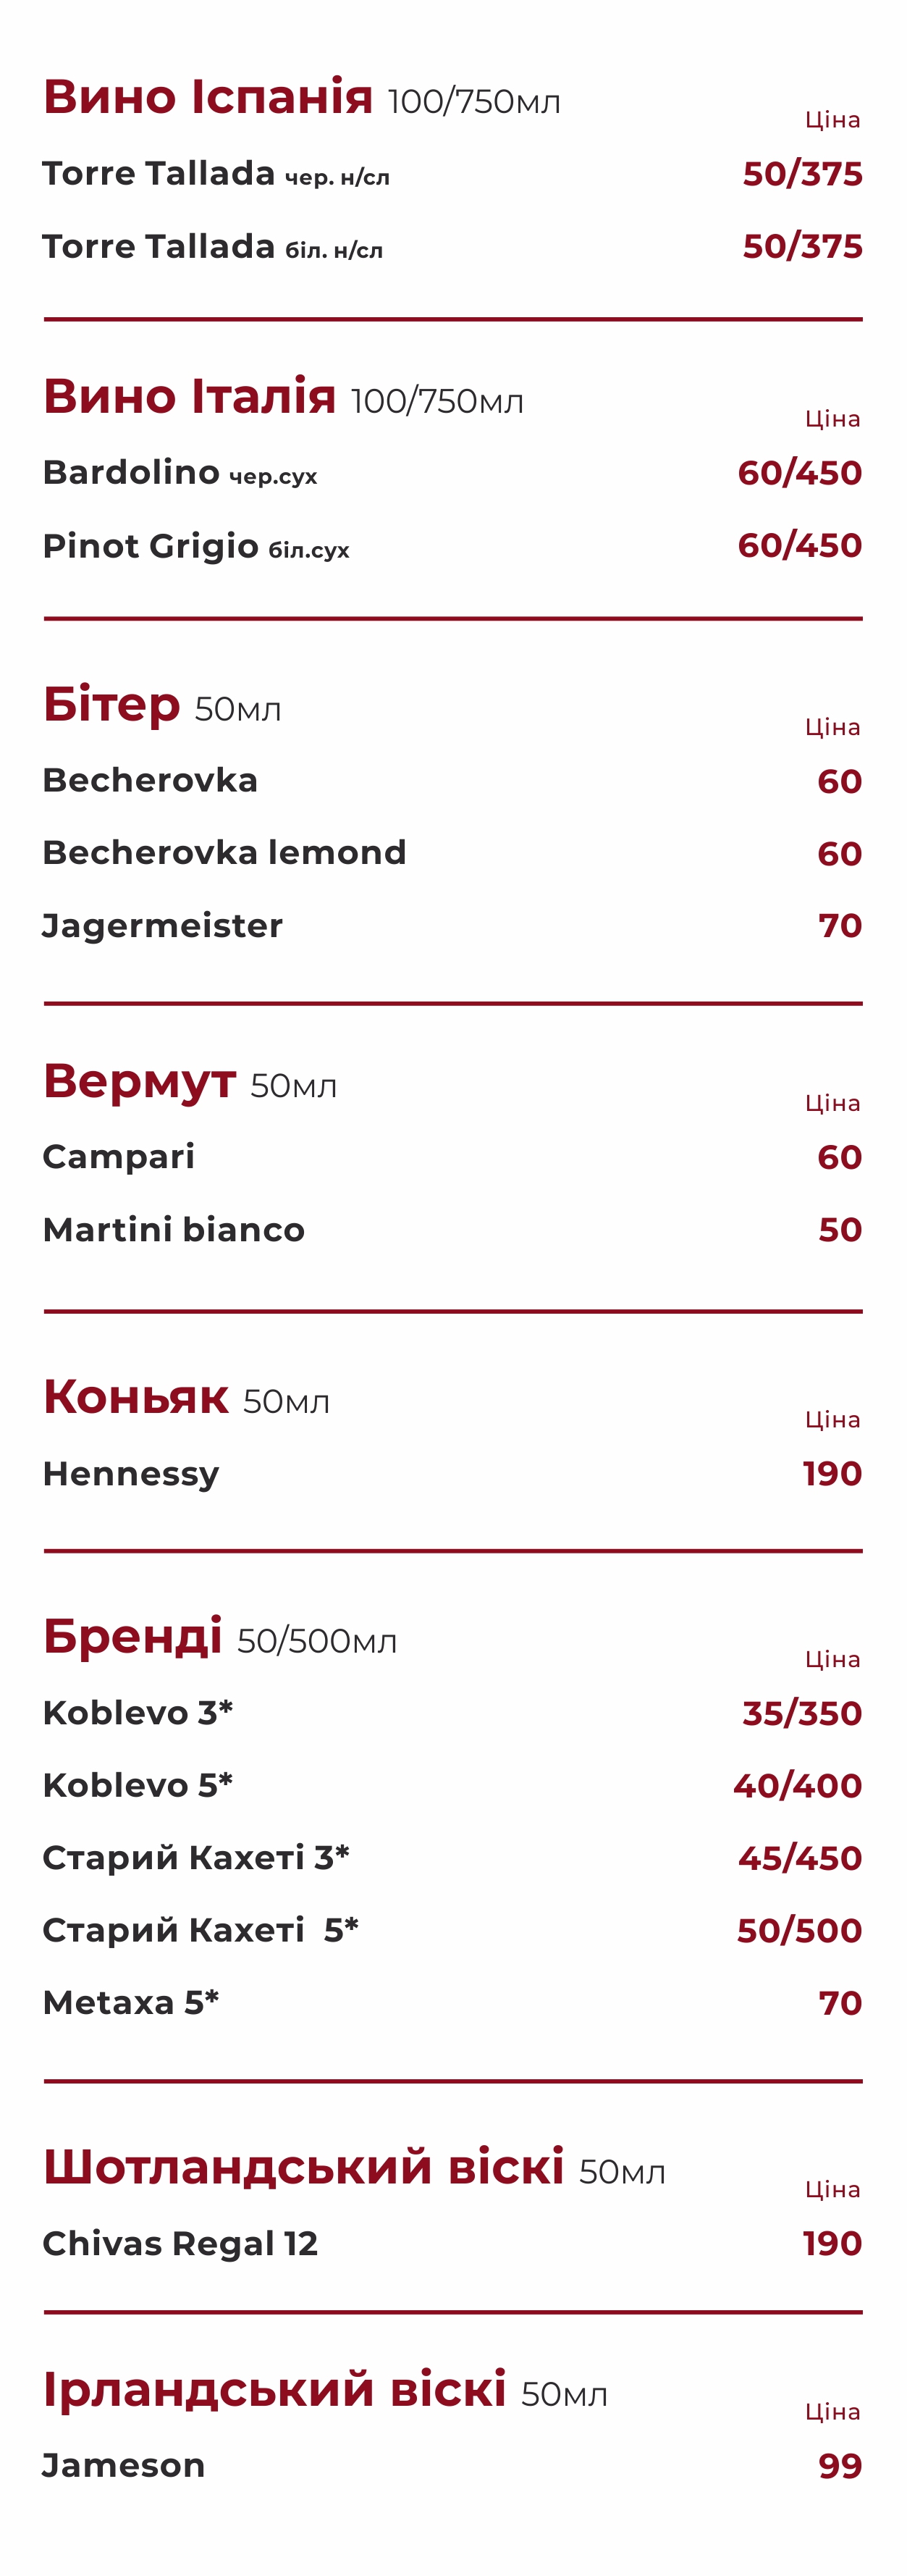 Вино Іспанія 100/750мл
Ціна
Torre Tallada чер. н/сл 50/375
Torre Tallada біл. н/сл 50/375
Вино Італія 100/750мл
Ціна
Bardolino чер.сух 60/450
Pinot Grigio біл.сух 60/450
Бітер 50мл
Ціна
Becherovka 60
Becherovka lemond 60
Jagermeister 70
Вермут 50мл
Ціна
Campari 60
Martini bianco 50
Коньяк 50мл
Ціна
Hennessy 190
Бренді 50/500мл
Ціна
Koblevo 3* 35/350
Koblevo 5* 40/400
Старий Кахеті 3* 45/450
Старий Кахеті 5* 50/500
Metaxa 5* 70
Шотландський віскі 50мл
Ціна
Chivas Regal 12 190
Ірландський віскі 50мл
Ціна
Jameson 99